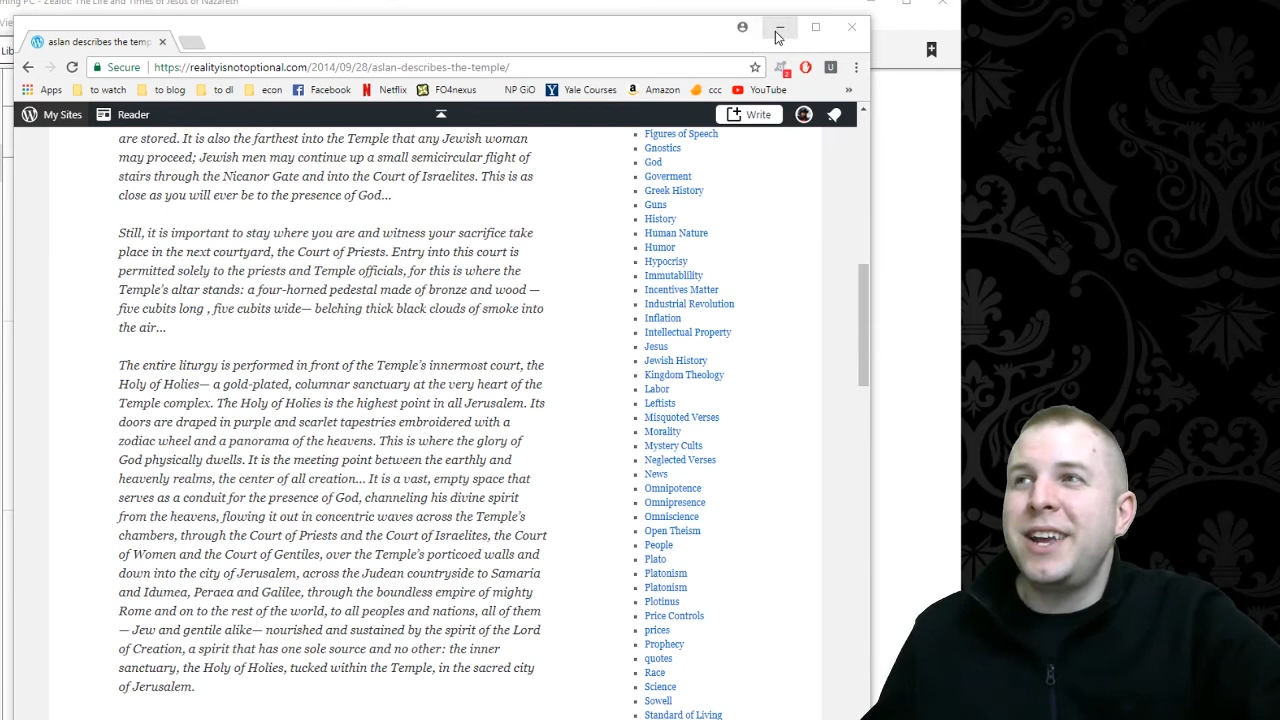 ming PC - Zealot: The Life and Times of Jesus of Nazareth
aslan describes the temp
Secure https://realityisnotoptional.com/2014/09/28/aslan-describes-the-temple/
Apps to watch to blog to dl econ Facebook Netflix FO4nexus NP GiO Yale Courses Amazon ccc YouTube »
My Sites Reader Write
are stored. It is also the farthest into the Temple that any Jewish woman
may proceed; Jewish men may continue up a small semicircular flight of
stairs through the Nicanor Gate and into the Court of Israelites. This is as
close as you will ever be to the presence of God…
Still, it is important to stay where you are and witness your sacrifice take
place in the next courtyard, the Court of Priests. Entry into this court is
permitted solely to the priests and Temple officials, for this is where the
Temple's altar stands: a four-horned pedestal made of bronze and wood —
five cubits long , five cubits wide— belching thick black clouds of smoke into
the air…
The entire liturgy is performed in front of the Temple's innermost court, the
Holy of Holies— a gold-plated, columnar sanctuary at the very heart of the
Temple complex. The Holy of Holies is the highest point in all Jerusalem. Its
doors are draped in purple and scarlet tapestries embroidered with a
zodiac wheel and a panorama of the heavens. This is where the glory of
God physically dwells. It is the meeting point between the earthly and
heavenly realms, the center of all creation… It is a vast, empty space that
serves as a conduit for the presence of God, channeling his divine spirit
from the heavens, flowing it out in concentric waves across the Temple's
chambers, through the Court of Priests and the Court of Israelites, the Court
of Women and the Court of Gentiles, over the Temple's porticoed walls and
down into the city of Jerusalem, across the Judean countryside to Samaria
and Idumea, Peraea and Galilee, through the boundless empire of mighty
Rome and on to the rest of the world, to all peoples and nations, all of them
— Jew and gentile alike— nourished and sustained by the spirit of the Lord
of Creation, a spirit that has one sole source and no other: the inner
sanctuary, the Holy of Holies, tucked within the Temple, in the sacred city
of Jerusalem.
Figures of Speech
Gnostics
God
Goverment
Greek History
Guns
History
Human Nature
Humor
Hypocrisy
Immutablility
Incentives Matter
Industrial Revolution
Inflation
Intellectual Property
Jesus
Jewish History
Kingdom Theology
Labor
Leftists
Misquoted Verses
Morality
Mystery Cults
Neglected Verses
News
Omnipotence
Omnipresence
Omniscience
Open Theism
People
Plato
Platonism
Platonism
Plotinus
Price Controls
prices
Prophecy
quotes
Race
Science
Sowell
Standard of Living